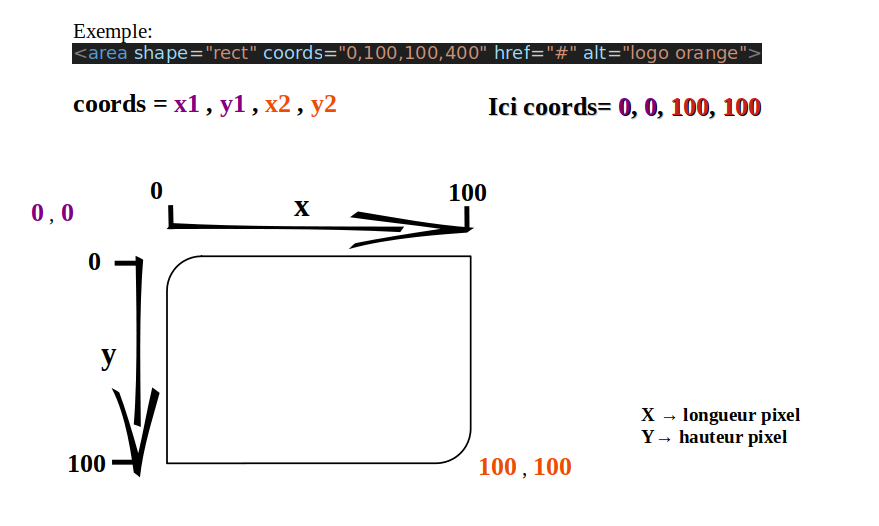 Exemple:
<area shape="rect" coords="0,100,100,400" href="#" alt="logo orange">
coords = x1 , y1 , x2 , y2
Ici coords= 0, 0, 100, 100
0 100
x
0 , 0
0
y
100
100 , 100
X → longueur pixel
Y→ hauteur pixel